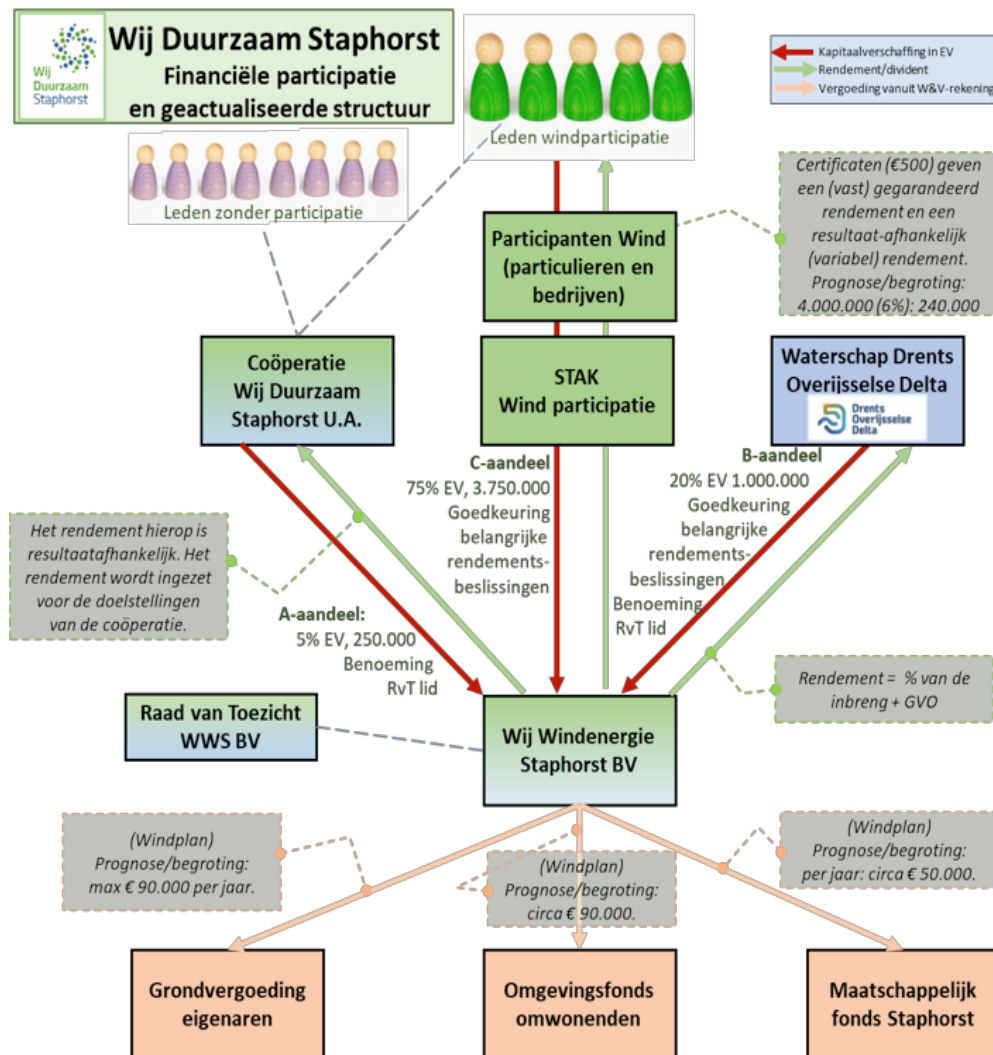 Wij
Duurzaam
Staphorst
Wij Duurzaam Staphorst
Financiële participatie
en geactualiseerde structuur
Leden windparticipatie
Kapitaalverschaffing in EV
Rendement/divident
Vergoeding vanuit W&V-rekening
Leden zonder participatie
Certificaten (€500) geven
een (vast) gegarandeerd
rendement en een
resultaat-afhankelijk
(variabel) rendement.
Prognose/begroting:
4.000.000 (6%): 240.000
Participanten Wind
(particulieren en
bedrijven)
Coöperatie
Wij Duurzaam
Staphorst U.A.
STAK
Wind participatie
Waterschap Drents
Overijsselse Delta
Drents
Overijsselse
Delta
C-aandeel
75% EV, 3.750.000
Goedkeuring
belangrijke
rendements-
beslissingen
B-aandeel
20% EV 1.000.000
Goedkeuring
belangrijke
rendements-
beslissingen
Benoeming
RvT lid
Het rendement hierop is
resultaatafhankelijk. Het
rendement wordt ingezet
voor de doelstellingen
van de coöperatie.
A-aandeel:
5% EV, 250.000
Benoeming
RvT lid
Rendement = % van de
inbreng + GVO
Raad van Toezicht
WWS BV
Wij Windenergie
Staphorst BV
(Windplan)
Prognose/begroting:
max € 90.000 per jaar.
(Windplan)
Prognose/begroting:
circa € 90.000.
(Windplan)
Prognose/begroting:
per jaar: circa € 50.000.
Grondvergoeding
eigenaren
Omgevingsfonds
omwonenden
Maatschappelijk
fonds Staphorst